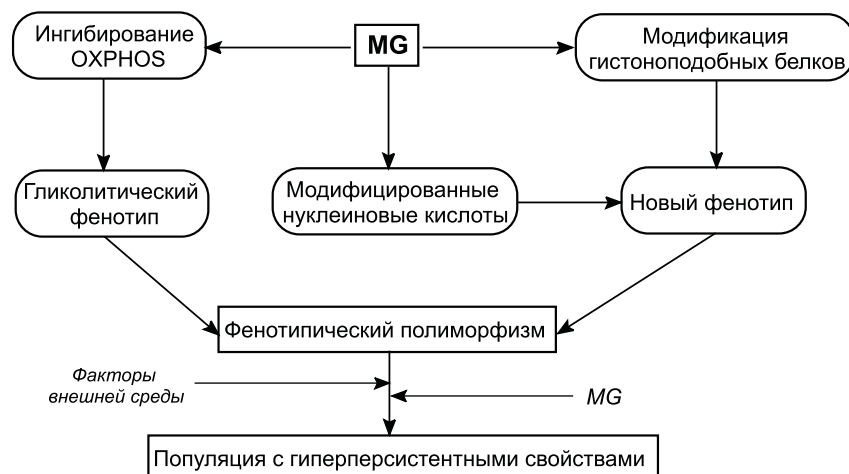 Ингибирование
OXPHOS
MG
Модификация
гистоноподобных белков
Гликолитический
фенотип
Модифицированные
нуклеиновые кислоты
Новый фенотип
Фенотипический полиморфизм
Факторы
внешней среды
MG
Популяция с гиперперсистентными свойствами